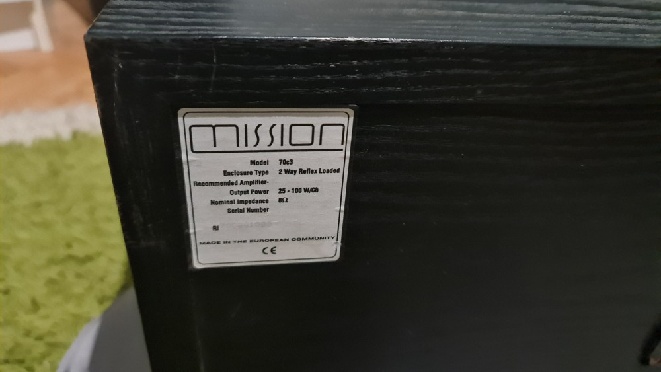 mission
Model 70c3
Enclosure Type 2 Way Reflex Loaded
Recommended Amplifier-
Output Power 25 - 100 W/Ch
Nominal Impedance
Serial Number
MADE IN THE EUROPEAN COMMUNITY
CE